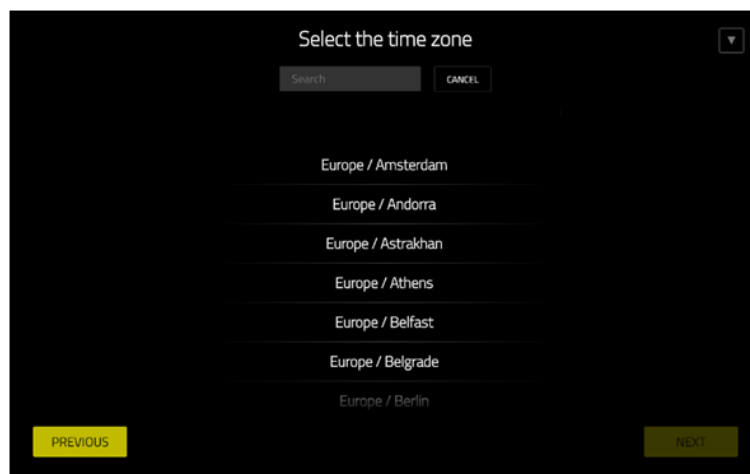 Select the time zone
Search
CANCEL
Europe / Amsterdam
Europe / Andorra
Europe / Astrakhan
Europe / Athens
Europe / Belfast
Europe / Belgrade
Europe / Berlin
PREVIOUS
NEXT